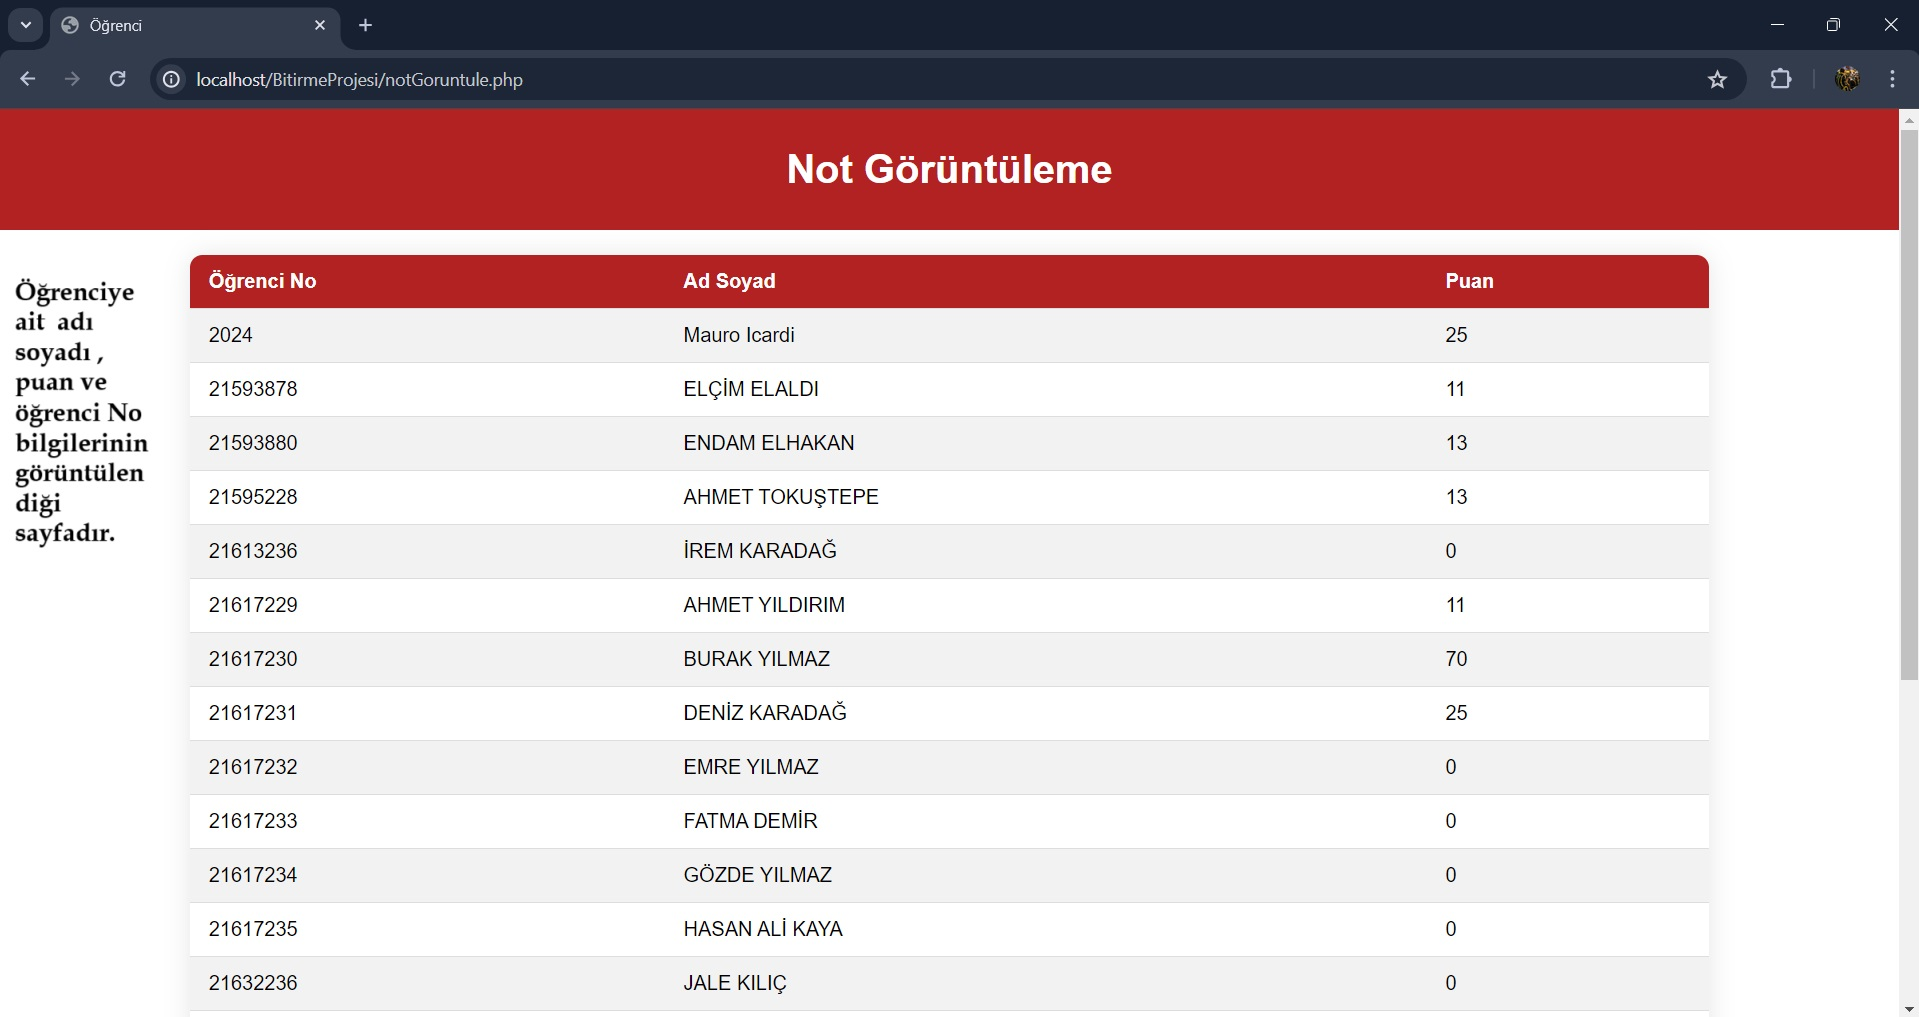 Öğrenci
localhost/BitirmeProjesi/notGoruntule.php
Not Görüntüleme
Öğrenciye
ait adı
soyadı ,
puan ve
öğrenci No
bilgilerinin
görüntülen
diği
sayfadır.
Öğrenci No Ad Soyad Puan
2024 Mauro Icardi 25
21593878 ELÇİM ELALDI 11
21593880 ENDAM ELHAKAN 13
21595228 AHMET TOKUŞTEPE 13
21613236 İREM KARADAĞ 0
21617229 AHMET YILDIRIM 11
21617230 BURAK YILMAZ 70
21617231 DENİZ KARADAĞ 25
21617232 EMRE YILMAZ 0
21617233 FATMA DEMİR 0
21617234 GÖZDE YILMAZ 0
21617235 HASAN ALİ KAYA 0
21632236 JALE KILIÇ 0